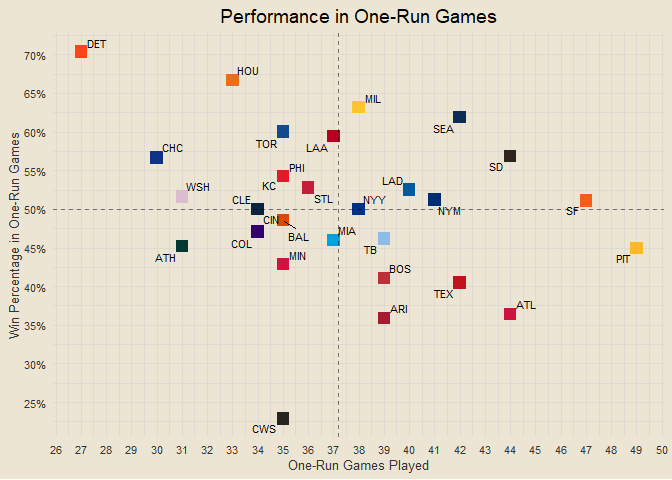 Performance in One-Run Games
DET
70%
HOU
65%
MIL
SEA
60%
TOR
LAA
CHC
SD
55%
PHI
KC
LAD
WSH
STL
CLE
NYY
NYM
SF
50%
CIN
BAL
MIA
COL
TB
ATH
PIT
45%
MIN
BOS
40%
TEX
ARI
ATL
35%
30%
25%
CWS
Win Percentage in One-Run Games
26 27 28 29 30 31 32 33 34 35 36 37 38 39 40 41 42 43 44 45 46 47 48 49 50
One-Run Games Played